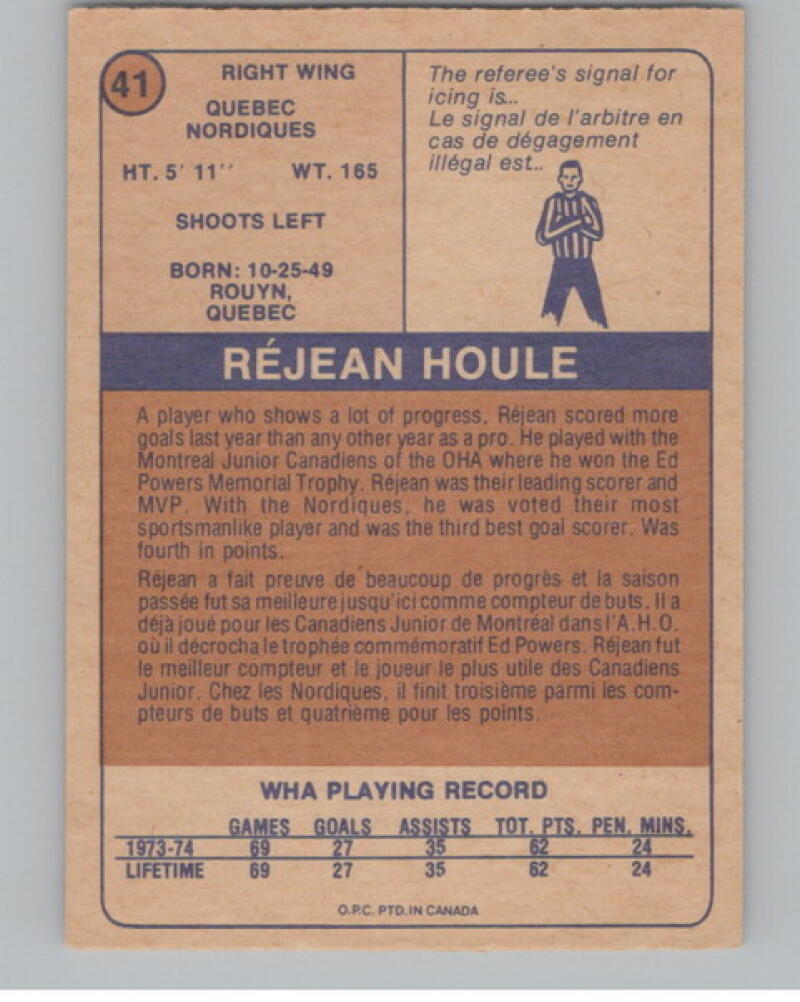 41
RIGHT WING
QUEBEC
NORDIQUES
HT. 5' 11'' WT. 165
SHOOTS LEFT
BORN: 10-25-49
ROUYN,
QUEBEC
The referee's signal for
icing is...
Le signal de l'arbitre en
cas de dégagement
illégal est..
RÉJEAN HOULE
A player who shows a lot of progress, Réjean scored more
goals last year than any other year as a pro. He played with the
Montreal Junior Canadiens of the OHA where he won the Ed
Powers Memorial Trophy. Réjean was their leading scorer and
MVP. With the Nordiques, he was voted their most
sportsmanlike player and was the third best goal scorer. Was
fourth in points.
Réjean a fait preuve de beaucoup de progrès et la saison
passée fut sa meilleure jusqu'ici comme compteur de buts. Il a
déjà joué pour les Canadiens Junior de Montréal dans l'A.H.O.
où il décrocha le trophée commémoratif Ed Powers. Réjean fut
le meilleur compteur et le joueur le plus utile des Canadiens
Junior. Chez les Nordiques, il finit troisième parmi les com-
pteurs de buts et quatrième pour les points.
WHA PLAYING RECORD
GAMES GOALS ASSISTS TOT. PTS. PEN. MINS.
1973-74 69 27 35 62 24
LIFETIME 69 27 35 62 24
O.P.C. PTD. IN CANADA